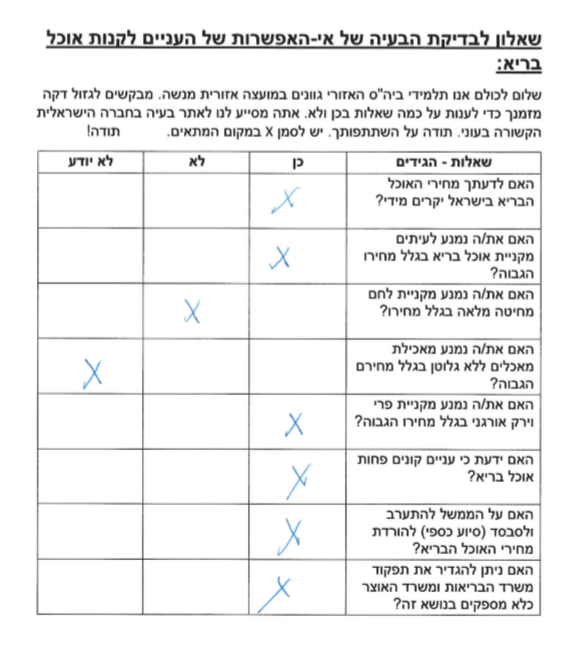 שאלון לבדיקת הבעיה של אי-האפשרות של העניים לקנות אוכל
בריא:
שלום לכולם אנו תלמידי ביה"ס האזורי גוונים במועצה אזורית מנשה. מבקשים לגזול דקה
מזמנך כדי לענות על כמה שאלות בכן ולא. אתה מסייע לנו לאתר בעיה בחברה הישראלית
הקשורה בעוני. תודה על השתתפותך. יש לסמן X במקום המתאים. תודה!
שאלות - הגידים כן לא לא יודע
האם לדעתך מחירי האוכל
הבריא בישראל יקרים מידי? X
האם את/ה נמנע לעיתים
מקניית אוכל בריא בגלל מחירו X
הגבוה?
האם את/ה נמנע מקניית לחם
מחיטה מלאה בגלל מחירו? X
האם את/ה נמנע מאכילת
מאכלים ללא גלוטן בגלל מחירם X
הגבוה?
האם את/ה נמנע מקניית פרי
וירק אורגני בגלל מחירו הגבוה? X
האם ידעת כי עניים קונים פחות
אוכל בריא? X
האם על הממשל להתערב
ולסבסד (סיוע כספי) להורדת X
מחירי האוכל הבריא?
האם ניתן להגדיר את תפקוד
משרד הבריאות ומשרד האוצר X
כלא מספקים בנושא זה?